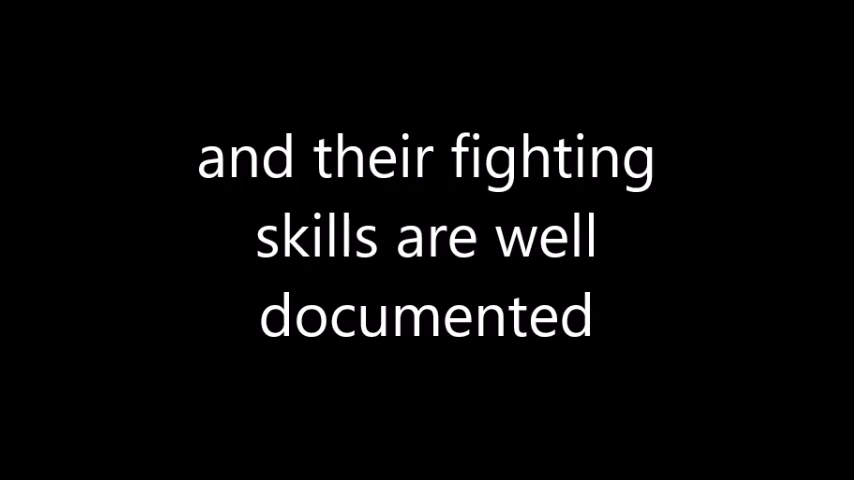 and their fighting
skills are well
documented